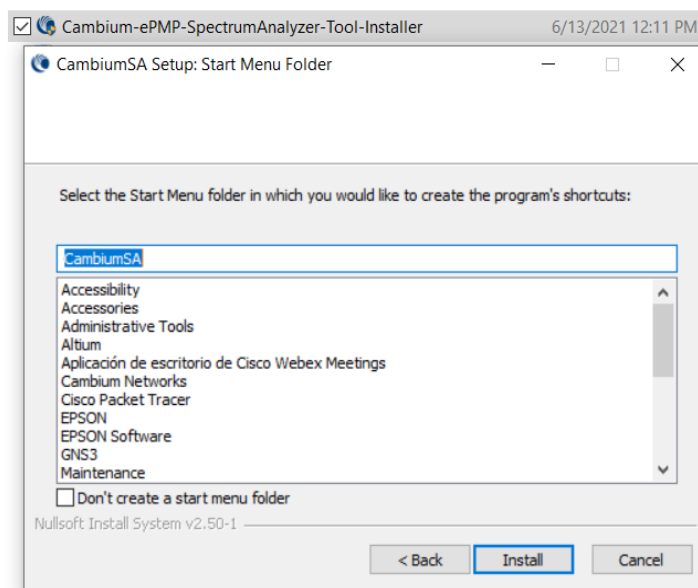 Cambium-ePMP-SpectrumAnalyzer-Tool-Installer 6/13/2021 12:11 PM
CambiumSA Setup: Start Menu Folder
Select the Start Menu folder in which you would like to create the program's shortcuts:
CambiumSA
Accessibility
Accessories
Administrative Tools
Altium
Aplicación de escritorio de Cisco Webex Meetings
Cambium Networks
Cisco Packet Tracer
EPSON
EPSON Software
GNS3
Maintenance
Don't create a start menu folder
Nullsoft Install System v2.50-1
< Back Install Cancel